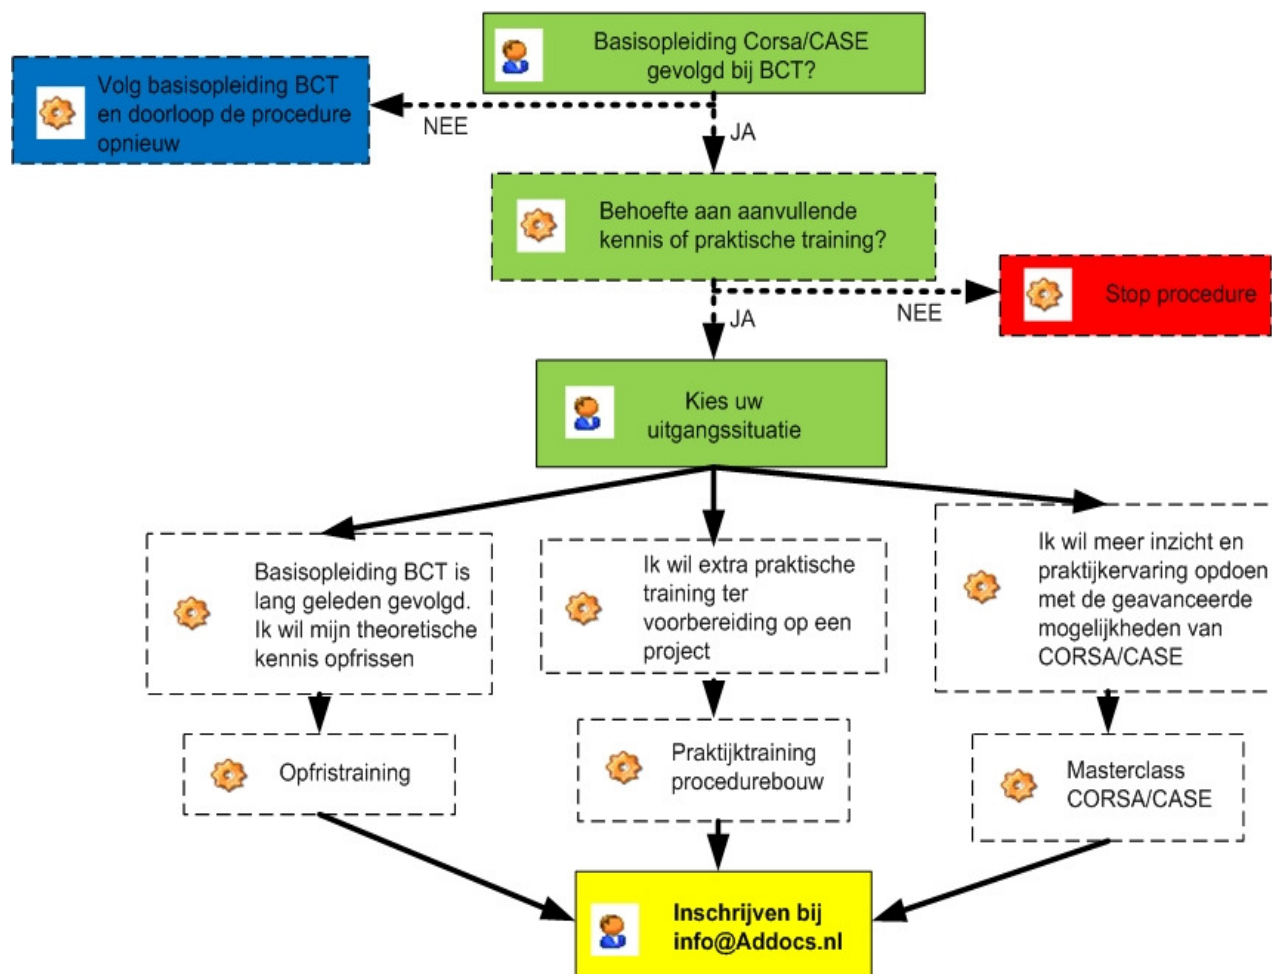 Basisopleiding Corsa/CASE
gevolgd bij BCT?
Volg basisopleiding BCT
en doorloop de procedure
opnieuw
NEE
JA
Behoefte aan aanvullende
kennis of praktische training?
Stop procedure
NEE
JA
Kies uw
uitgangssituatie
Basisopleiding BCT is
lang geleden gevolgd.
Ik wil mijn theoretische
kennis opfrissen
Ik wil extra praktische
training ter
voorbereiding op een
project
Ik wil meer inzicht en
praktijkervaring opdoen
met de geavanceerde
mogelijkheden van
CORSA/CASE
Opfristraining
Praktijktraining
procedurebouw
Masterclass
CORSA/CASE
Inschrijven bij
info@Addocs.nl